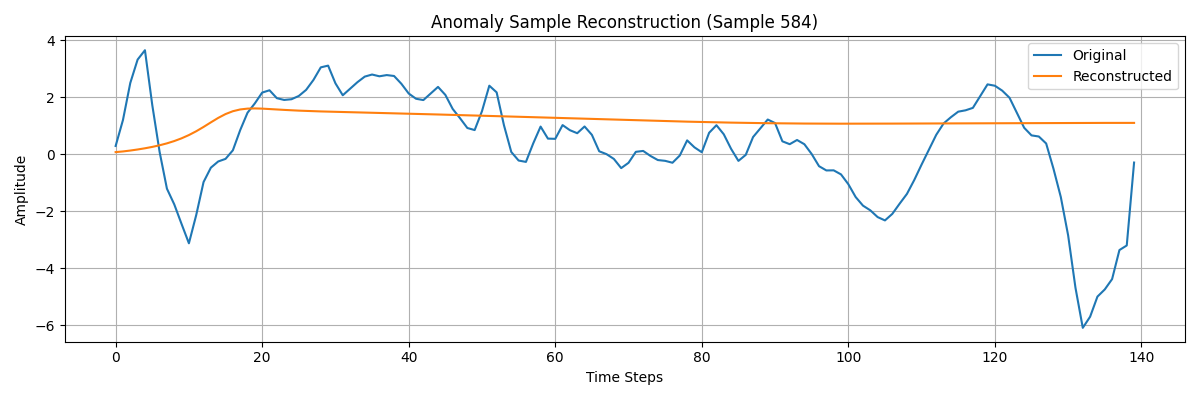 Anomaly Sample Reconstruction (Sample 584)
Original
Reconstructed
Amplitude
4
2
0
−2
−4
−6
0 20 40 60 80 100 120 140
Time Steps